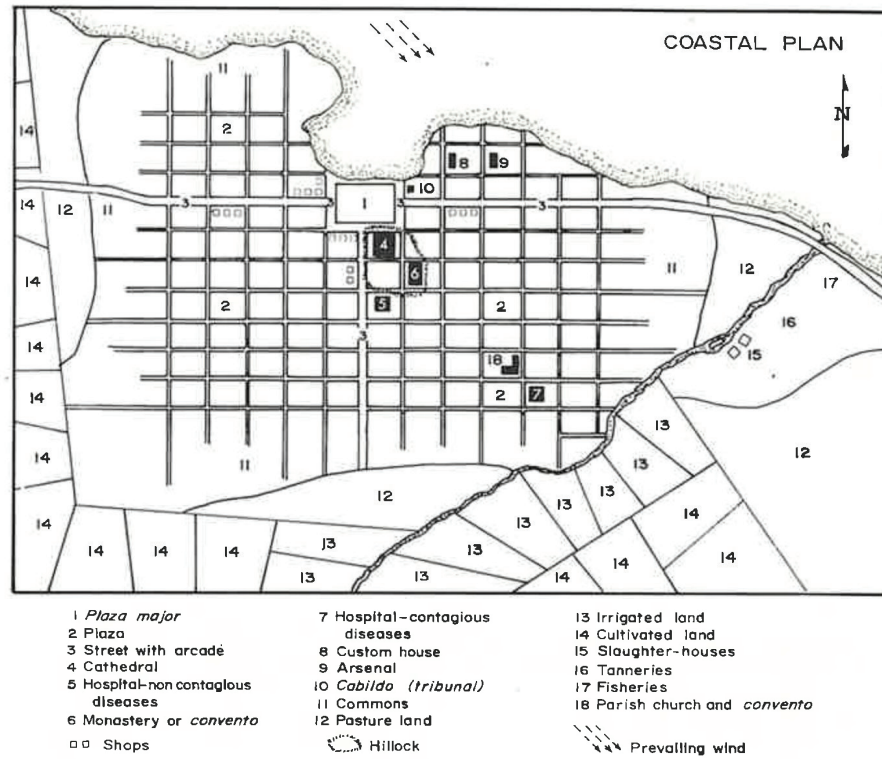 COASTAL PLAN
11
N
14 2
8 9
10
14 12 11 3 3 1 3 3
4
14 6 11 12 17
14 2 5 2 16
3
14 18 15
14 2 7
13
14 11 13 12
13
12 13 14
14 13
14 14 14 13 13 14 14
13 13 14
1 Plaza major
2 Plaza
3 Street with arcade
4 Cathedral
5 Hospital-non contagious
diseases
6 Monastery or convento
Shops
7 Hospital-contagious
diseases
8 Custom house
9 Arsenal
10 Cabildo (tribunal)
11 Commons
12 Pasture land
Hillock
13 Irrigated land
14 Cultivated land
15 Slaughter-houses
16 Tanneries
17 Fisheries
18 Parish church and convento
Prevailing wind